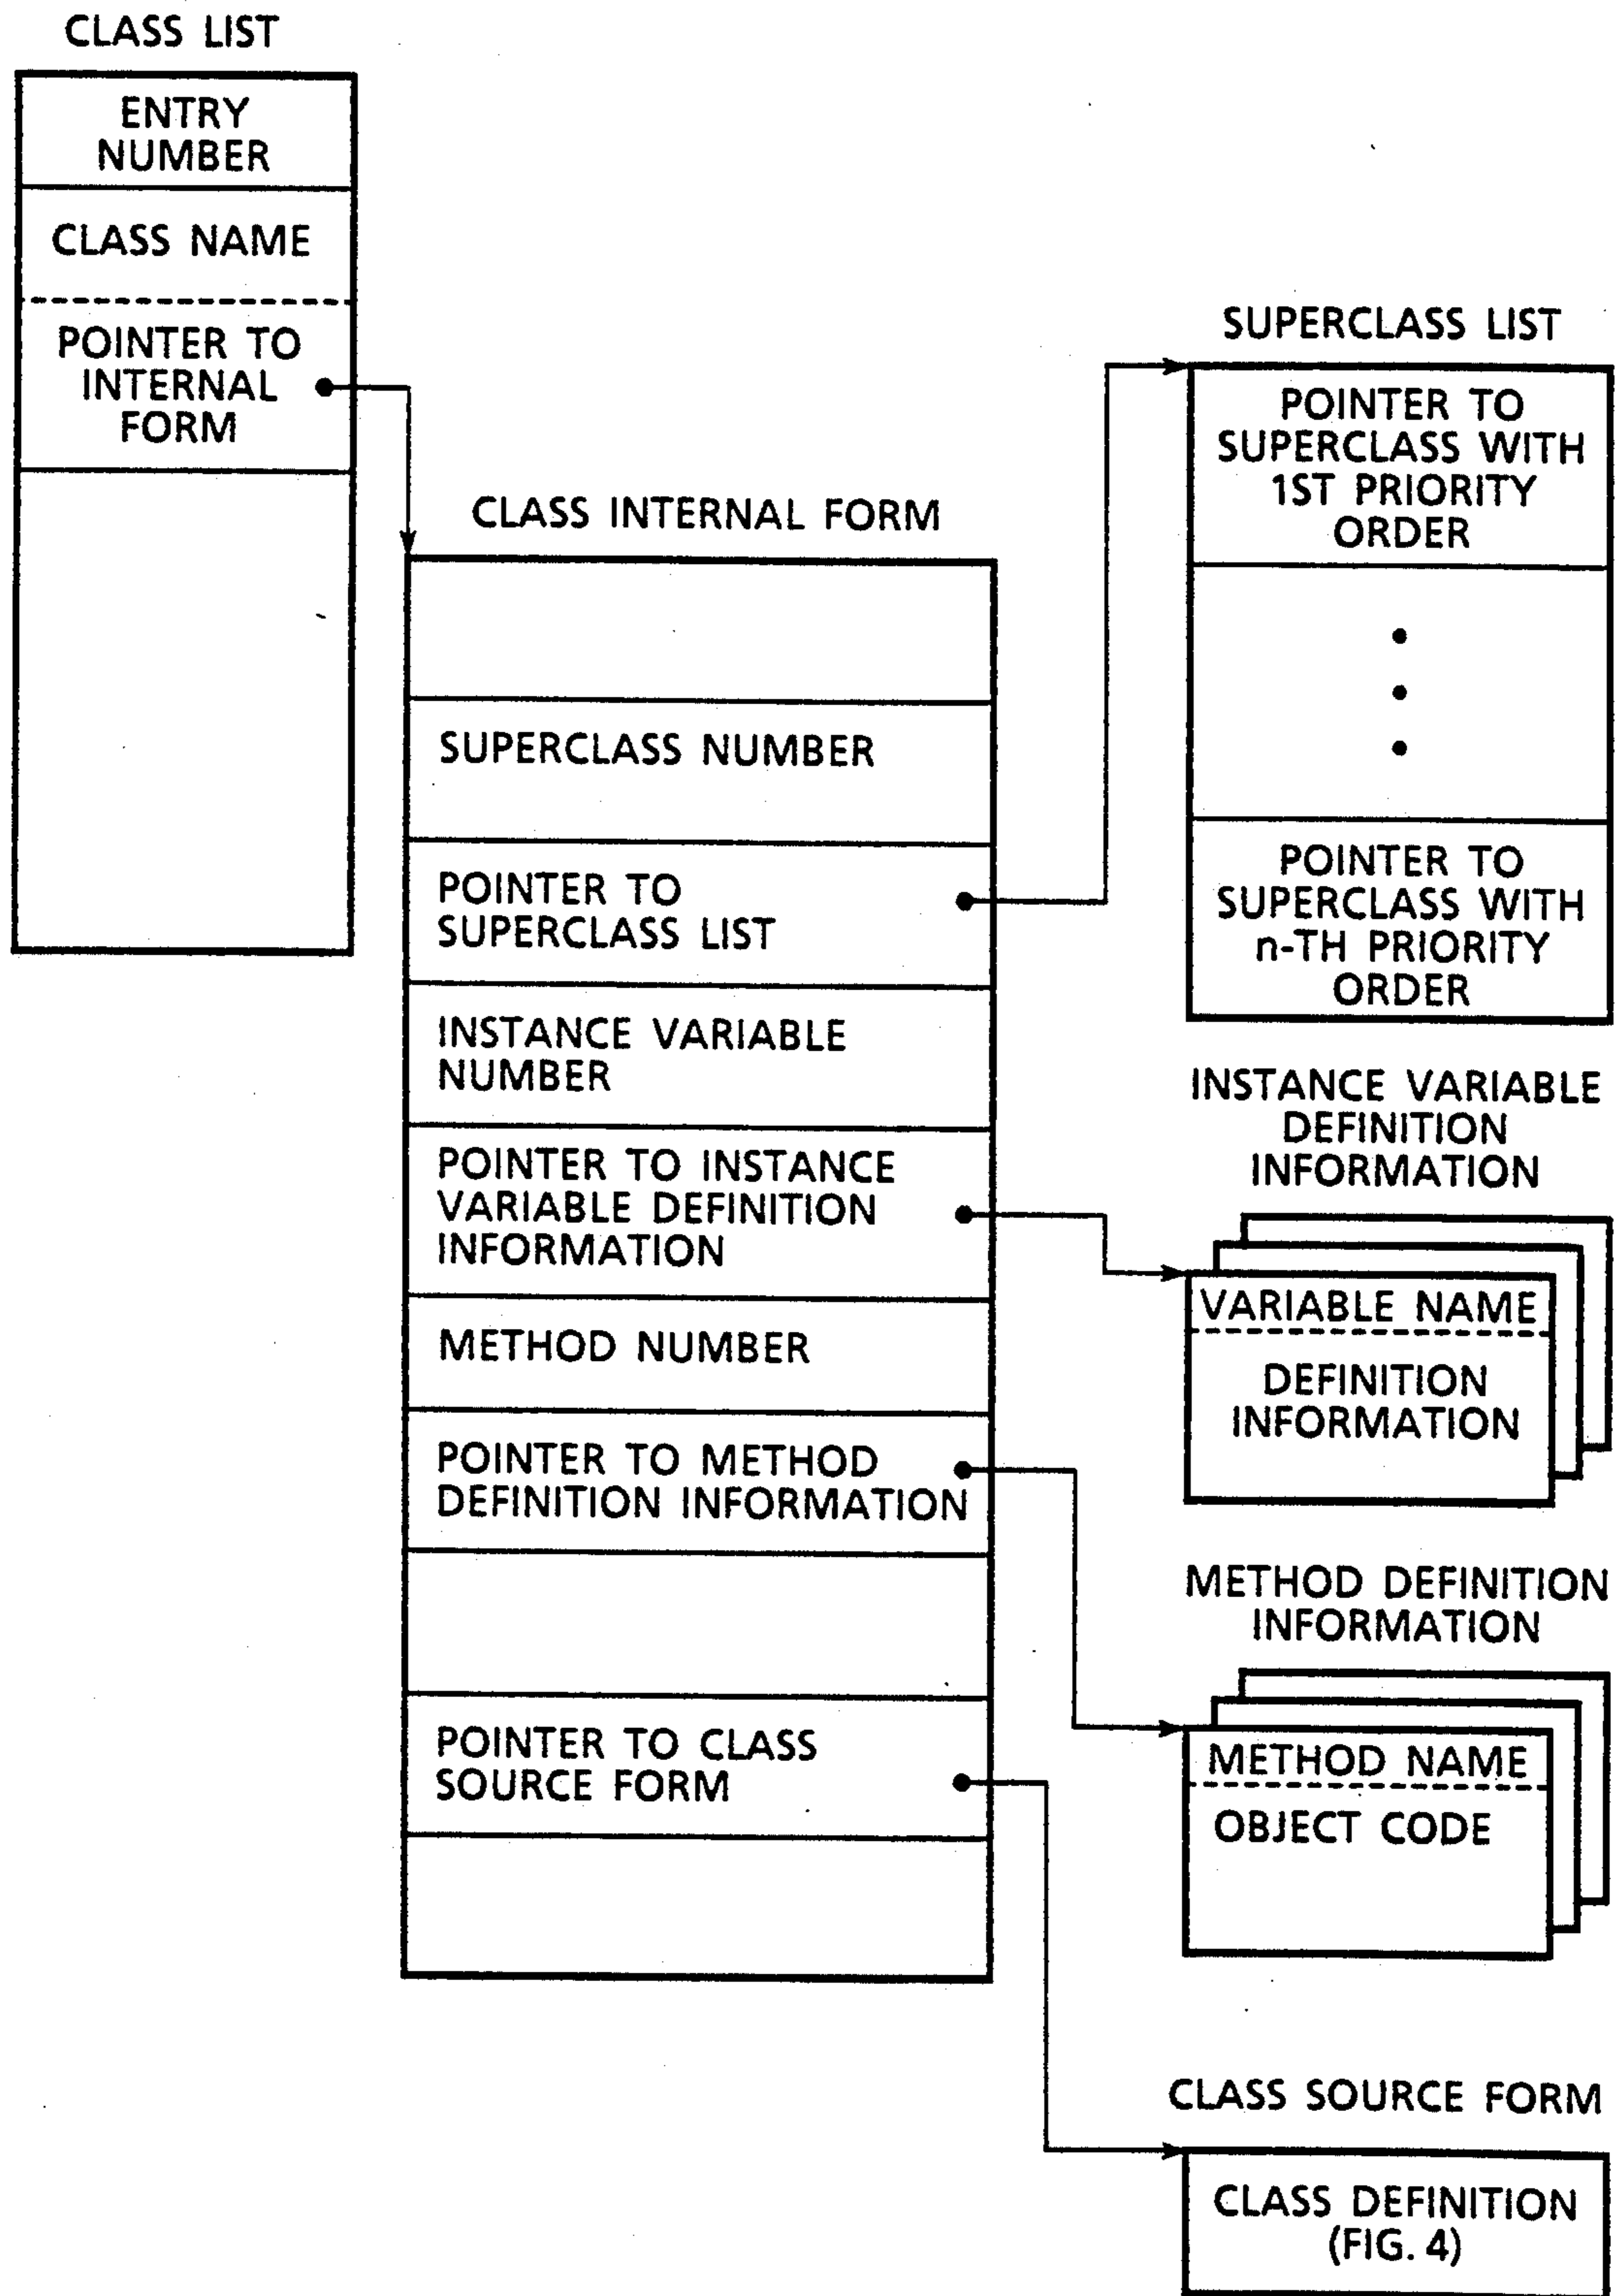 CLASS LIST
ENTRY
NUMBER
CLASS NAME
POINTER TO
INTERNAL
FORM
CLASS INTERNAL FORM
SUPERCLASS NUMBER
POINTER TO
SUPERCLASS LIST
INSTANCE VARIABLE
NUMBER
POINTER TO INSTANCE
VARIABLE DEFINITION
INFORMATION
METHOD NUMBER
POINTER TO METHOD
DEFINITION INFORMATION
POINTER TO CLASS
SOURCE FORM
SUPERCLASS LIST
POINTER TO
SUPERCLASS WITH
1ST PRIORITY
ORDER
POINTER TO
SUPERCLASS WITH
n-TH PRIORITY
ORDER
INSTANCE VARIABLE
DEFINITION
INFORMATION
VARIABLE NAME
DEFINITION
INFORMATION
METHOD DEFINITION
INFORMATION
METHOD NAME
OBJECT CODE
CLASS SOURCE FORM
CLASS DEFINITION
(FIG. 4)